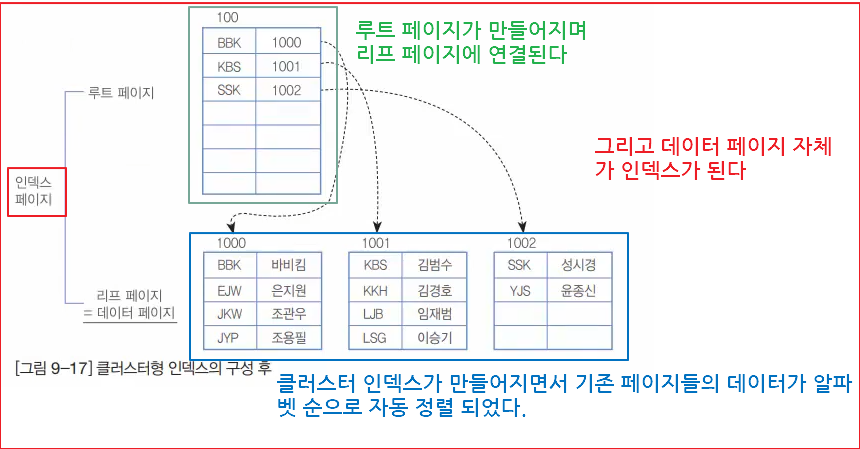 100
BBK 1000
KBS 1001
SSK 1002
루트 페이지가 만들어지며
리프 페이지에 연결된다
루트 페이지
그리고 데이터 페이지 자체
가 인덱스가 된다
인덱스
페이지
1000
BBK 바비킴
EJW 은지원
JKW 조관우
JYP 조용필
1001
KBS 김범수
KKH 김경호
LJB 임재범
LSG 이승기
1002
SSK 성시경
YJS 윤종신
리프 페이지
= 데이터 페이지
[그림 9-17] 클러스터형 인덱스의 구성 후
클러스터 인덱스가 만들어지면서 기존 페이지들의 데이터가 알파
벳 순으로 자동 정렬 되었다.